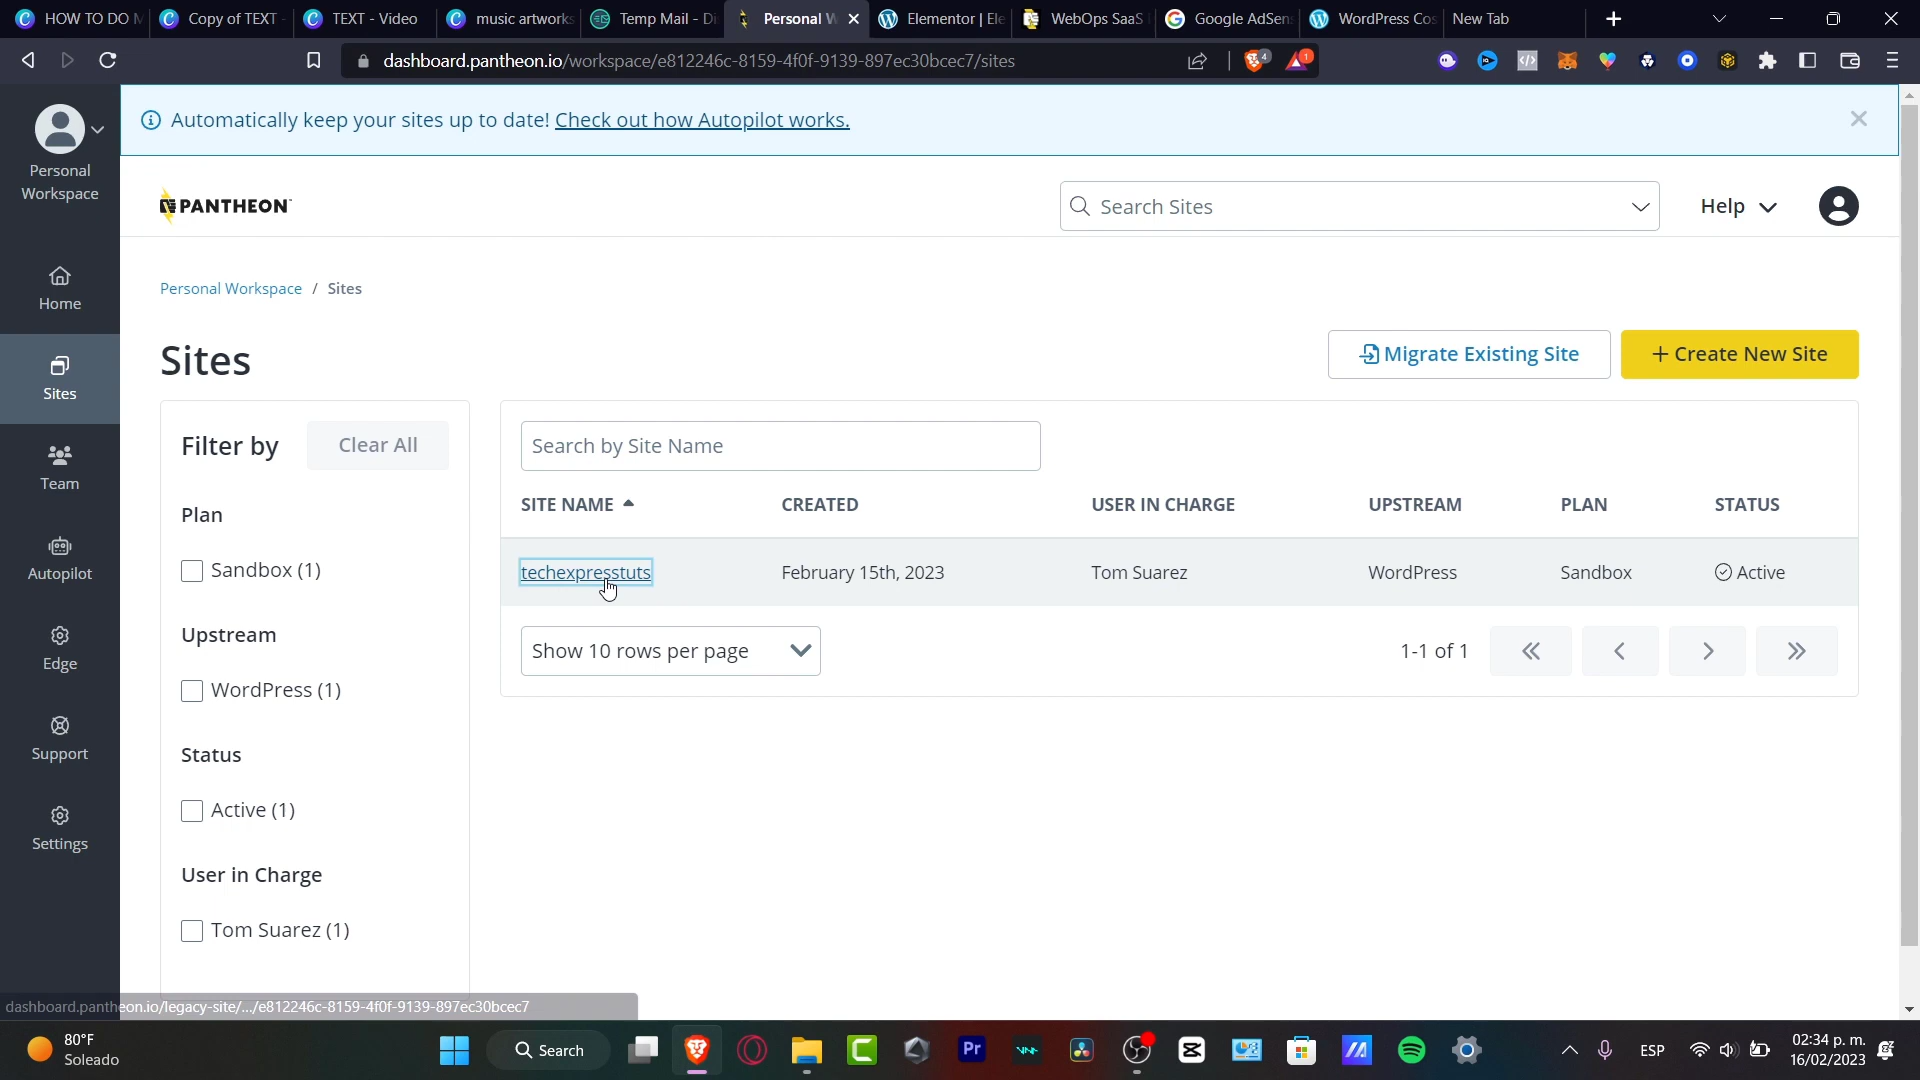 HOW TO DO M
Copy of TEXT -
TEXT - Video
music artworks
Temp Mail - Di
Personal W
Elementor | Ele
WebOps SaaS
Google AdSens
WordPress Cos
New Tab
dashboard.pantheon.io/workspace/e812246c-8159-4f0f-9139-897ec30bcec7/sites
4
1
Automatically keep your sites up to date! Check out how Autopilot works.
Personal
Workspace
Home
Sites
Team
Autopilot
Edge
Support
Settings
PANTHEON
Search Sites
Help
Personal Workspace / Sites
Sites
Migrate Existing Site
+ Create New Site
Filter by
Clear All
Plan
Sandbox (1)
Upstream
WordPress (1)
Status
Active (1)
User in Charge
Tom Suarez (1)
Search by Site Name
SITE NAME CREATED USER IN CHARGE UPSTREAM PLAN STATUS
techexpresstuts February 15th, 2023 Tom Suarez WordPress Sandbox Active
Show 10 rows per page
1-1 of 1
dashboard.pantheon.io/legacy-site/.../e812246c-8159-4f0f-9139-897ec30bcec7
80°F
Soleado
Search
Pr
ESP
02:34 p. m.
16/02/2023